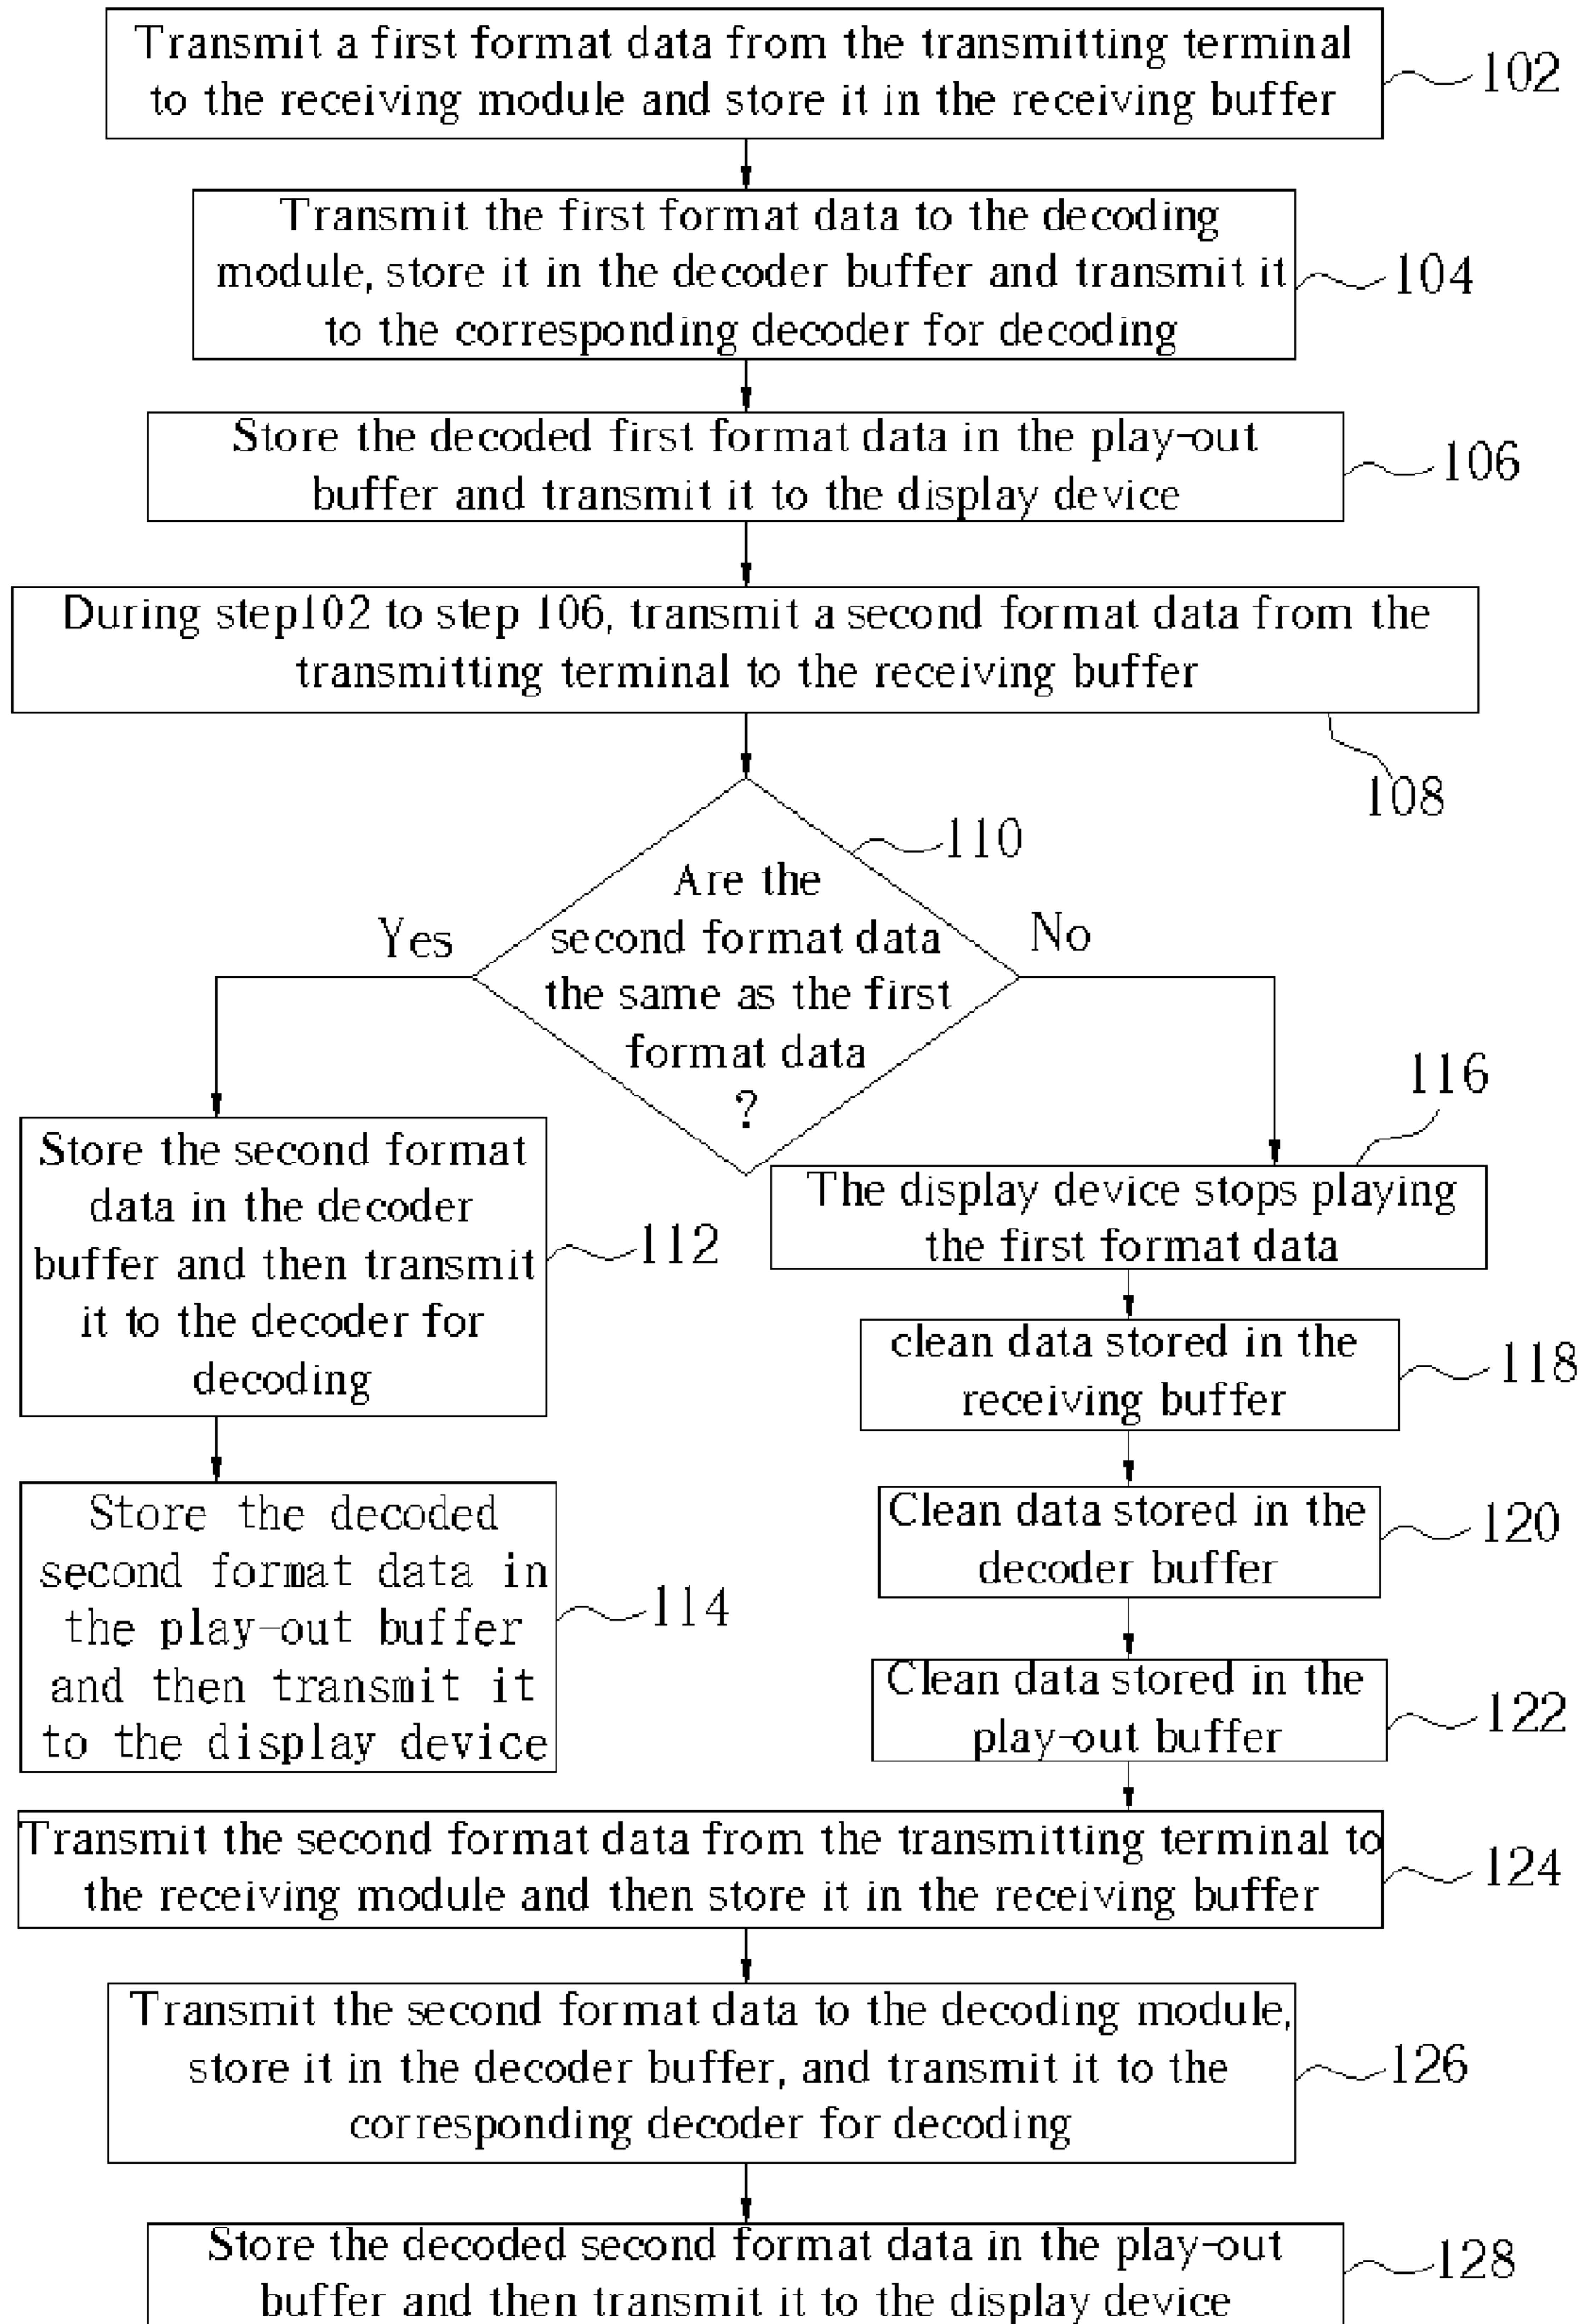 Transmit a first format data from the transmitting terminal
to the receiving module and store it in the receiving buffer
102
Transmit the first format data to the decoding
module, store it in the decoder buffer and transmit it
to the corresponding decoder for decoding
104
Store the decoded first format data in the play-out
buffer and transmit it to the display device
106
During step102 to step 106, transmit a second format data from the
transmitting terminal to the receiving buffer
108
110
Are the
second format data
the same as the first
format data
?
Yes
No
Store the second format
data in the decoder
buffer and then transmit
it to the decoder for
decoding
112
Store the decoded
second format data in
the play-out buffer
and then transmit it
to the display device
114
116
The display device stops playing
the first format data
clean data stored in the
receiving buffer
118
Clean data stored in the
decoder buffer
120
Clean data stored in the
play-out buffer
122
Transmit the second format data from the transmitting terminal to
the receiving module and then store it in the receiving buffer
124
Transmit the second format data to the decoding module,
store it in the decoder buffer, and transmit it to the
corresponding decoder for decoding
126
Store the decoded second format data in the play-out
buffer and then transmit it to the display device
128